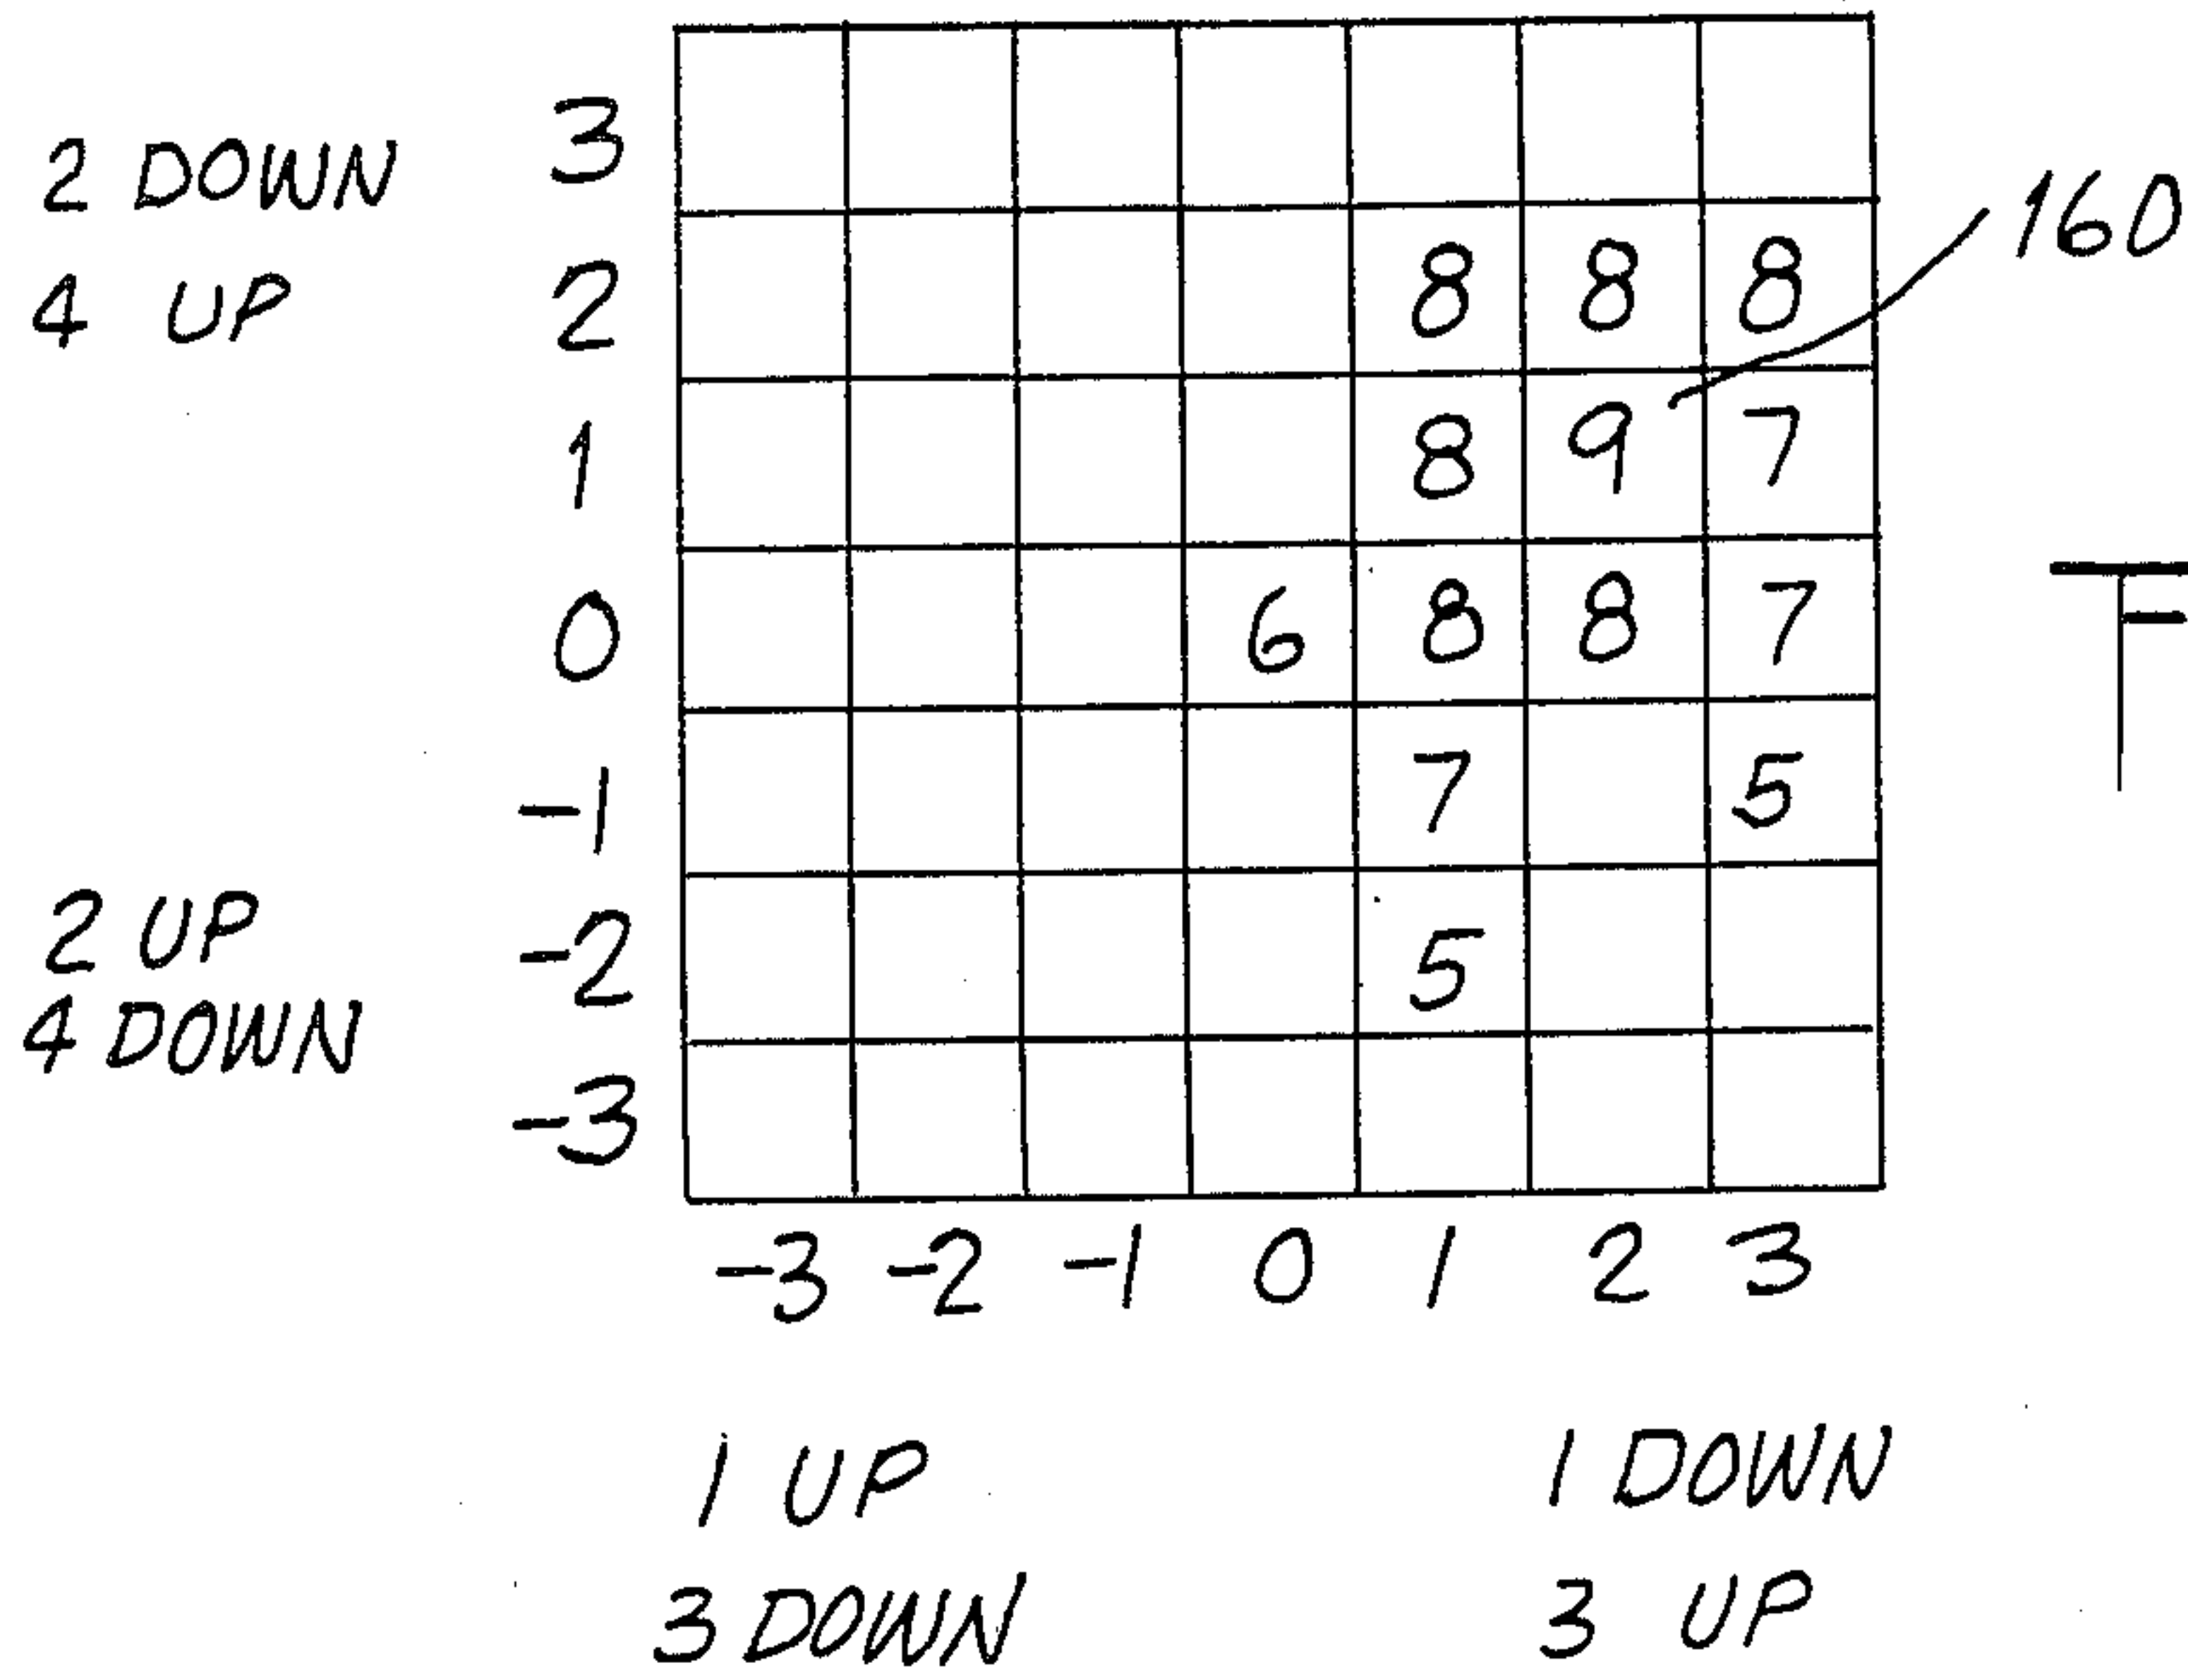 3
2 DOWN
4 UP
2 8 8 8
160
1 8 9 7
0 6 8 8 7
F
-1 7 5
2 UP
4 DOWN
-2 5
-3
-3 -2 -1 0 1 2 3
1 UP 1 DOWN
3 DOWN 3 UP